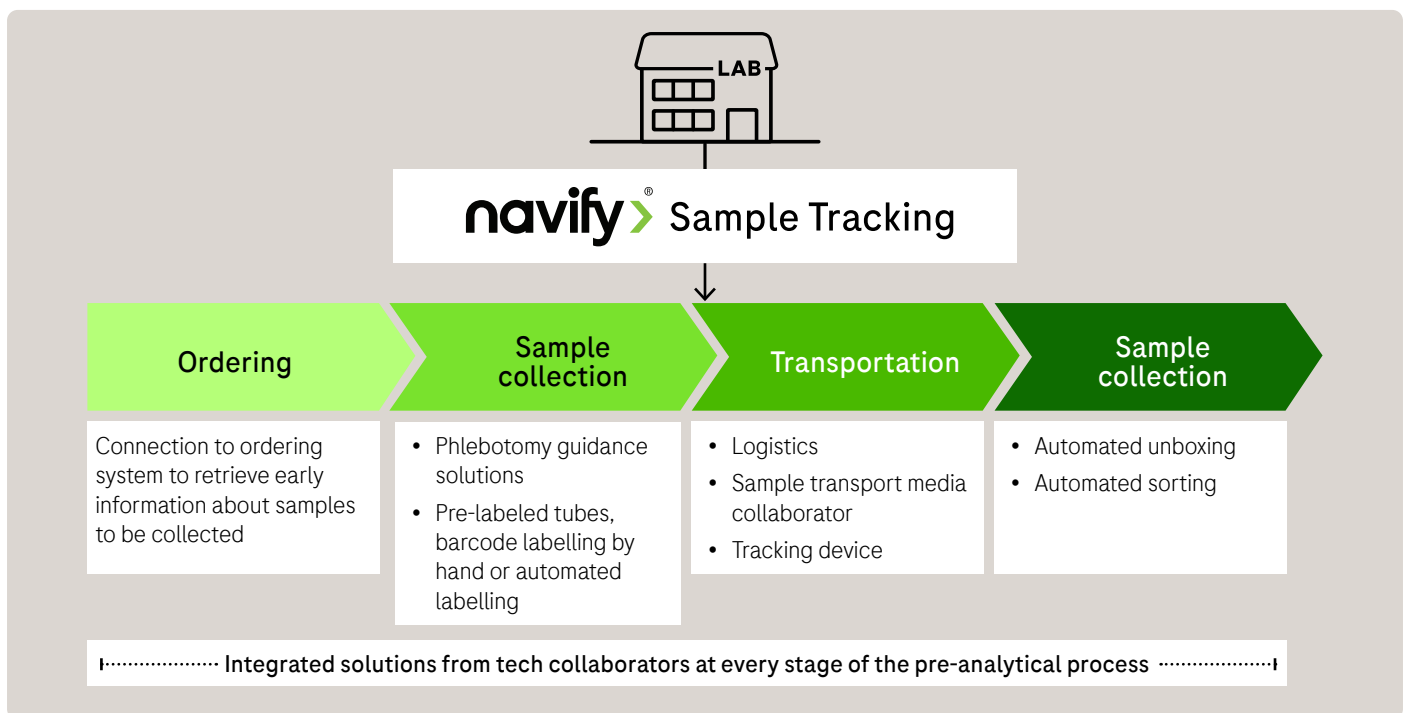 LAB
navify® Sample Tracking
Ordering
Sample
collection
Transportation
Sample
collection
Connection to ordering
system to retrieve early
information about samples
to be collected
• Phlebotomy guidance
solutions
• Pre-labeled tubes,
barcode labelling by
hand or automated
labelling
• Logistics
• Sample transport media
collaborator
• Tracking device
• Automated unboxing
• Automated sorting
Integrated solutions from tech collaborators at every stage of the pre-analytical process